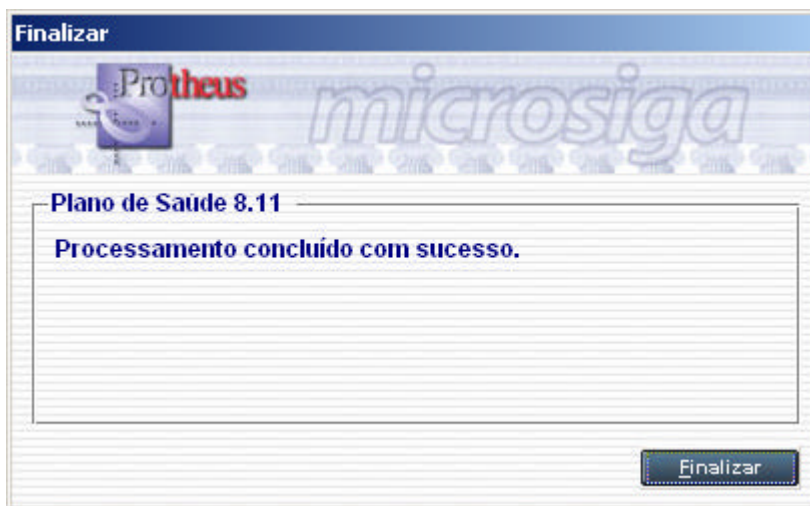 Finalizar
Protheus
microsiga
Plano de Saúde 8.11
Processamento concluído com sucesso.
Finalizar